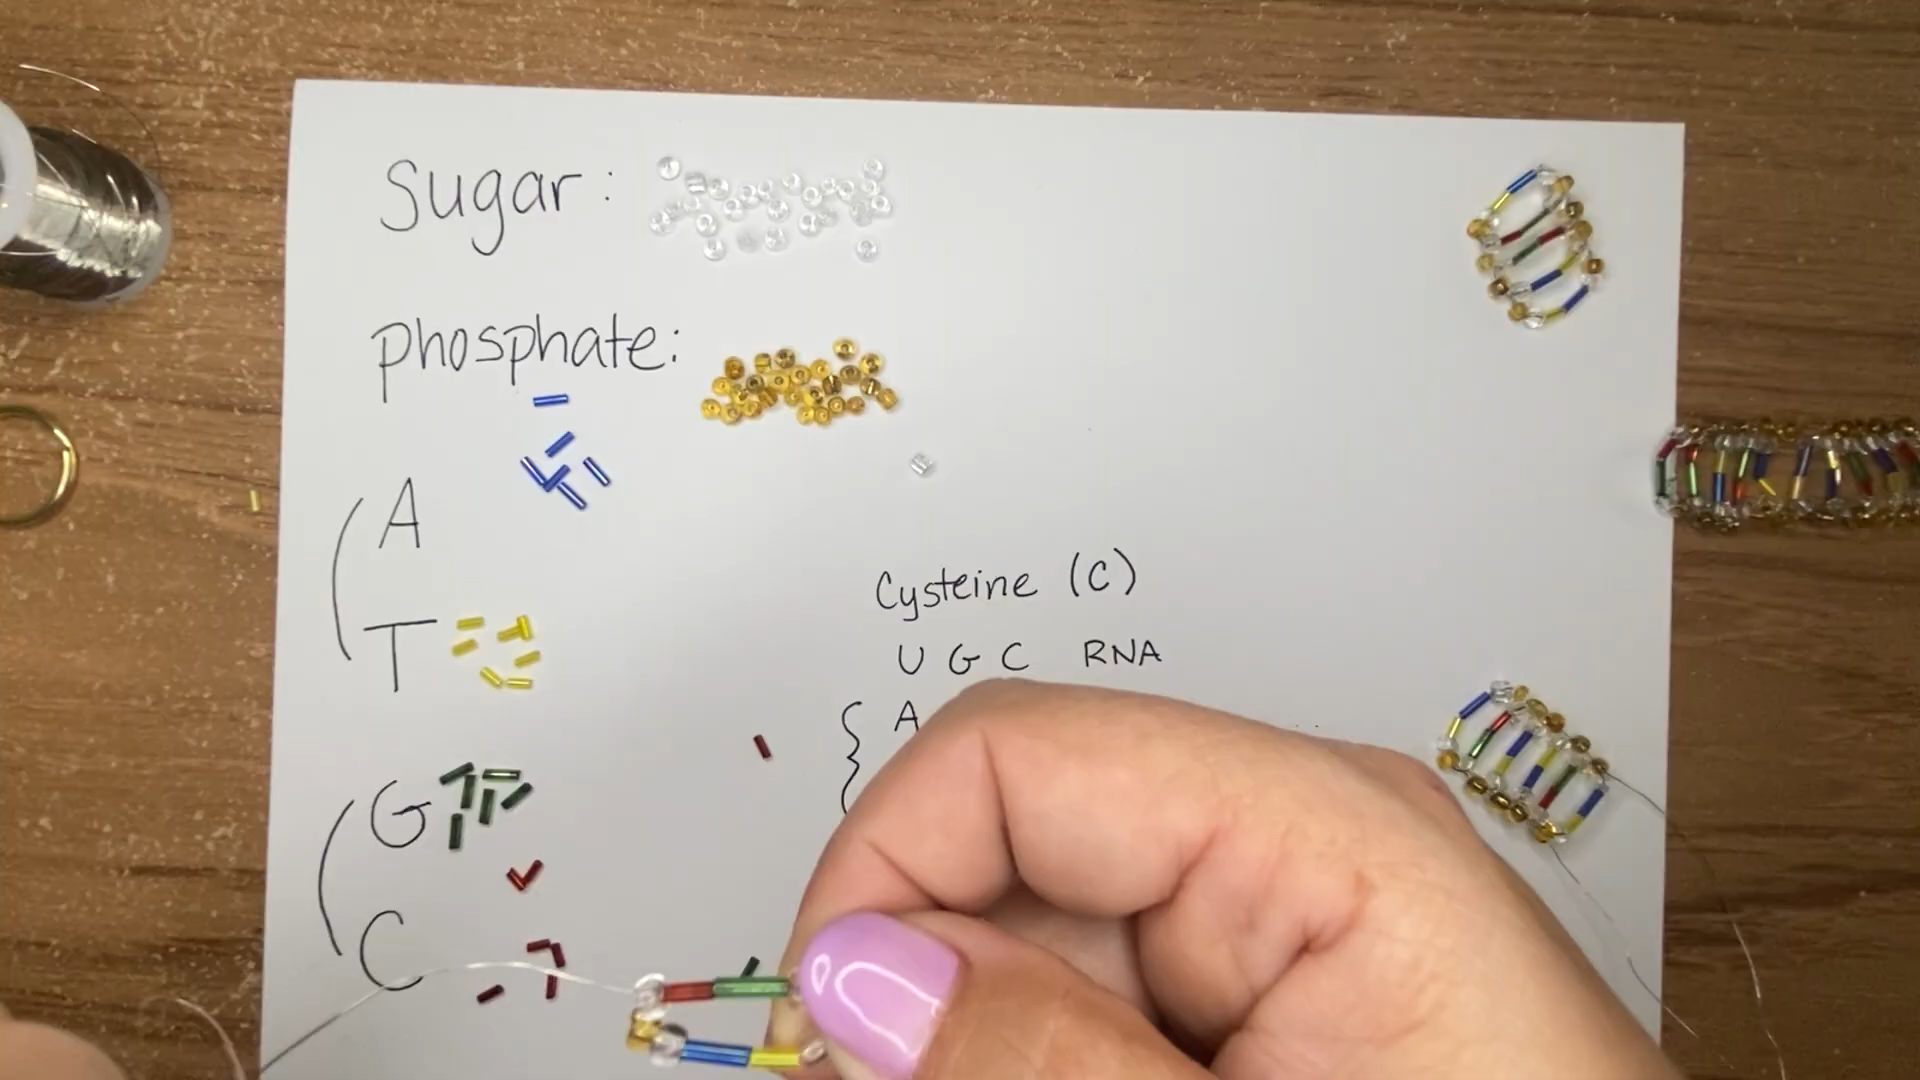 Sugar:
phosphate:
A
T
G
C
Cysteine (C)
U G C RNA
A